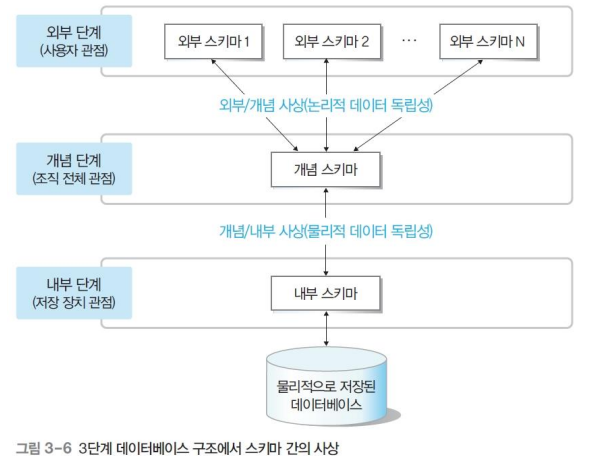 외부 단계
(사용자 관점)
외부 스키마 1
외부 스키마 2
···
외부 스키마 N
외부/개념 사상(논리적 데이터 독립성)
개념 단계
(조직 전체 관점)
개념 스키마
개념/내부 사상(물리적 데이터 독립성)
내부 단계
(저장 장치 관점)
내부 스키마
물리적으로 저장된
데이터베이스
그림 3-6 3단계 데이터베이스 구조에서 스키마 간의 사상